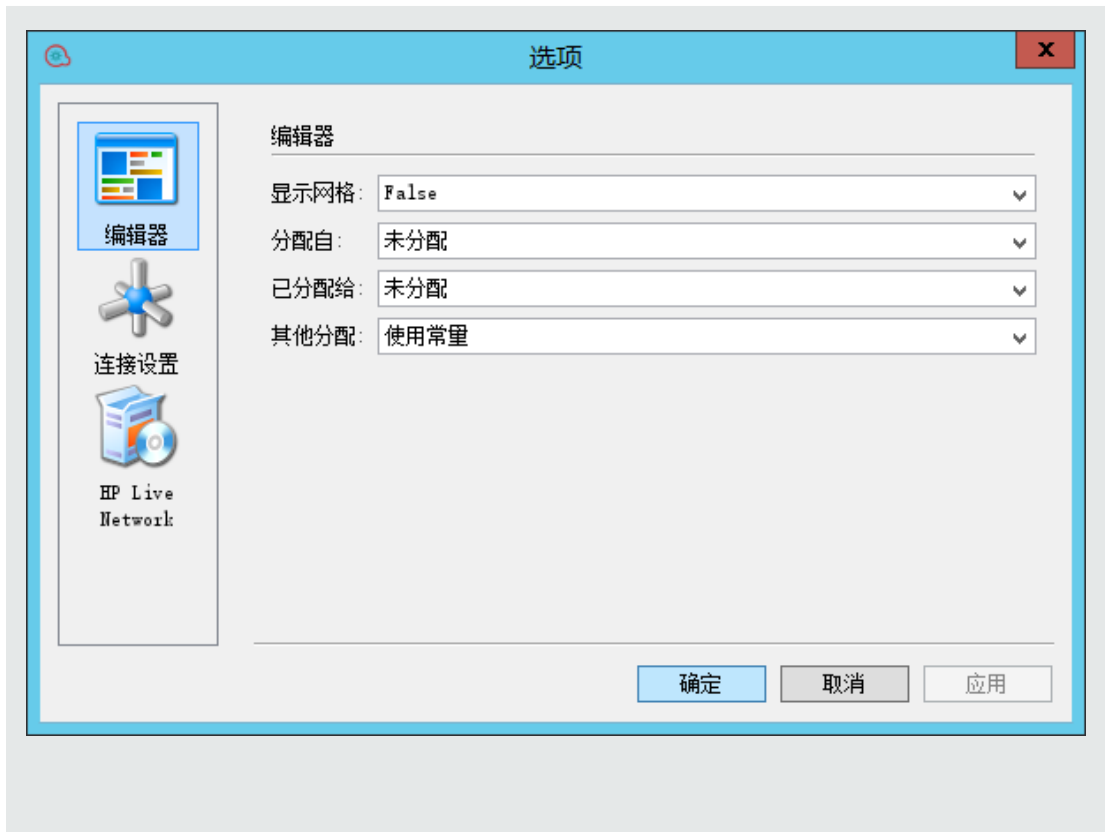 选项
x
编辑器
显示网格: False
分配自: 未分配
已分配给: 未分配
其他分配: 使用常量
编辑器
连接设置
HP Live
Network
确定 取消 应用